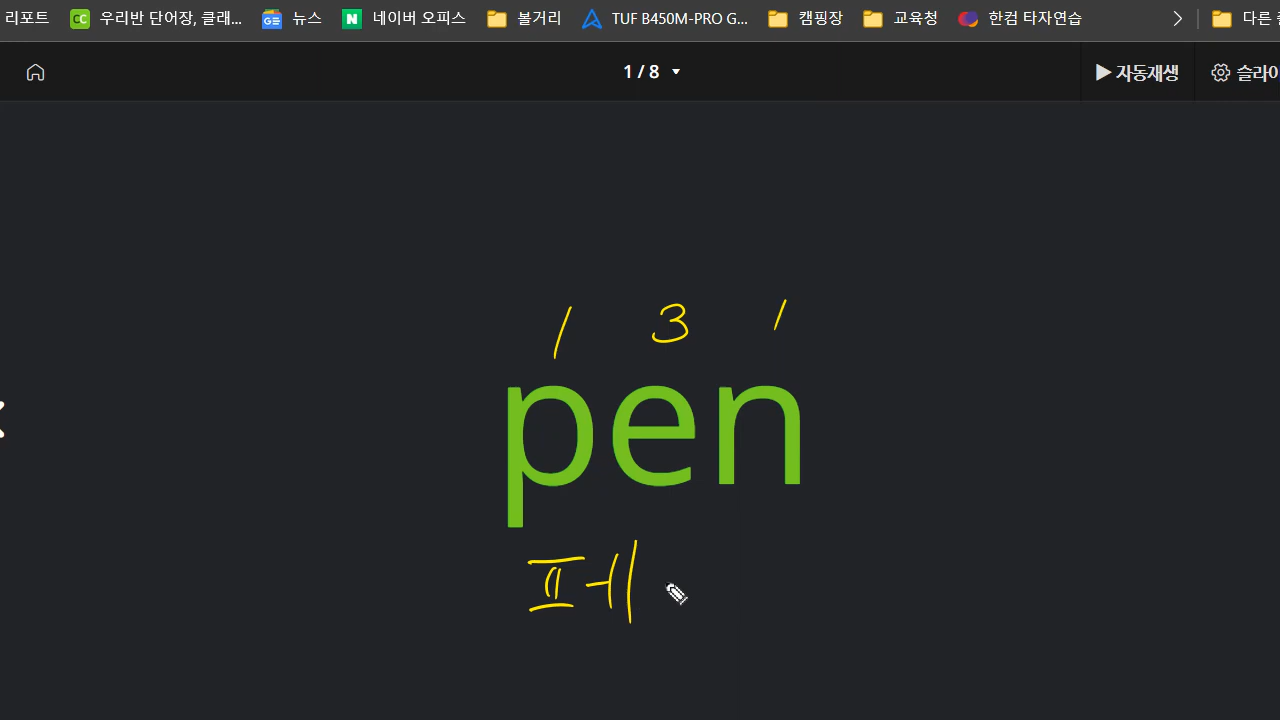 리포트 우리반 단어장, 클래... 뉴스 네이버 오피스 볼거리 TUF B450M-PRO G... 캠핑장 교육청 한컴 타자연습 다른
1 / 8 자동재생 슬라이
1 3 1
pen
페